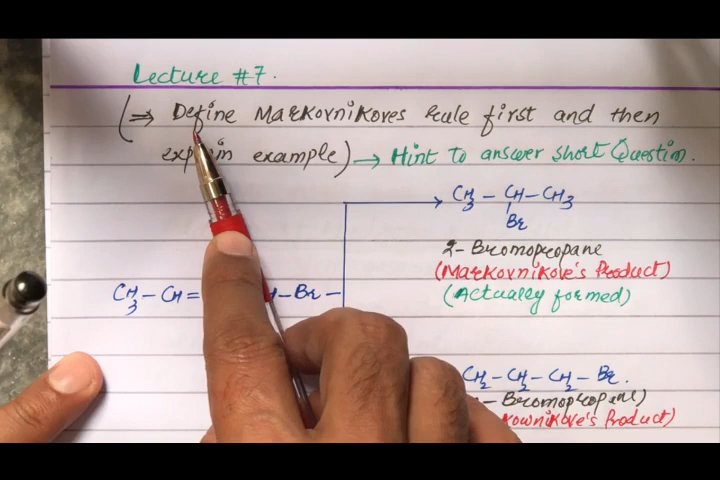 Lecture #7.
(⇒ Define Markovnikoves rule first and then
example) → Hint to answer short Question.
CH3 – CH – CH3
Br
2-Bromopropane
(Markovnikove's Product)
CH3 – CH = H – Br –
(Actually formed)
CH2 – CH2 – CH2 – Br.
– Bromopropane)
Product)